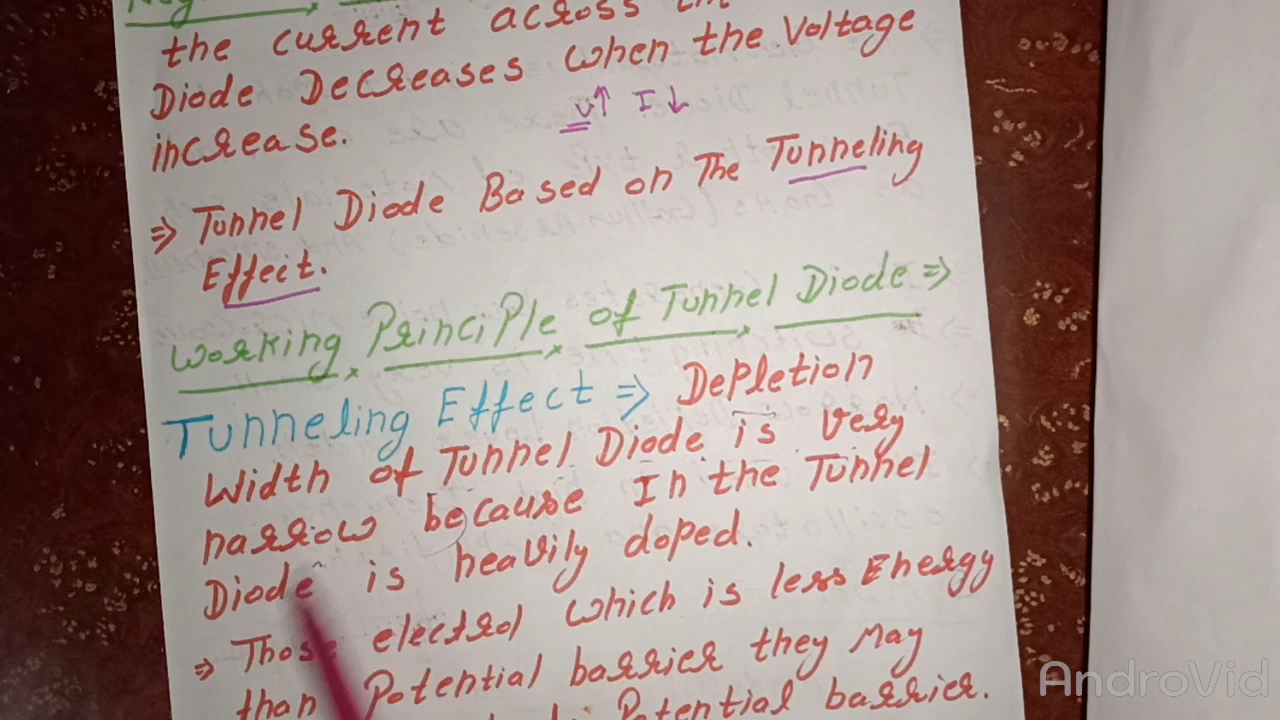 the current across the
Diode Decreases when the Voltage
increase.
V↑ I↓
⇒ Tunnel Diode Based on The Tunneling
Effect.
Working Principle of Tunnel Diode ⇒
Tunneling Effect ⇒ Depletion
Width of Tunnel Diode is very
narrow because In the Tunnel
Diode is heavily doped.
⇒ Those electrol which is less Energy
than Potential barrier they May
Potential barrier.
AndroVid